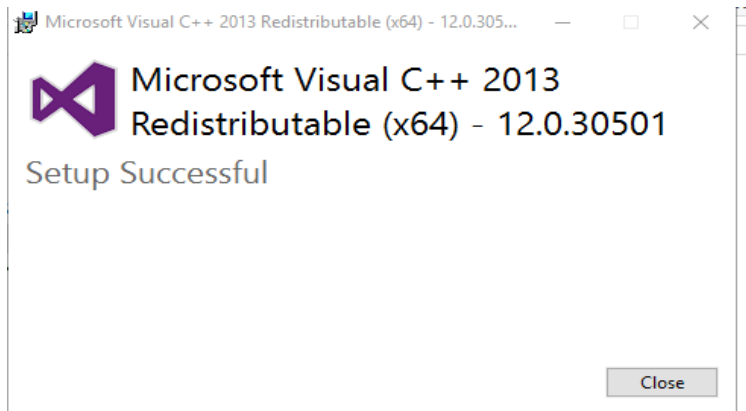 Microsoft Visual C++ 2013 Redistributable (x64) - 12.0.305...
Microsoft Visual C++ 2013
Redistributable (x64) - 12.0.30501
Setup Successful
Close